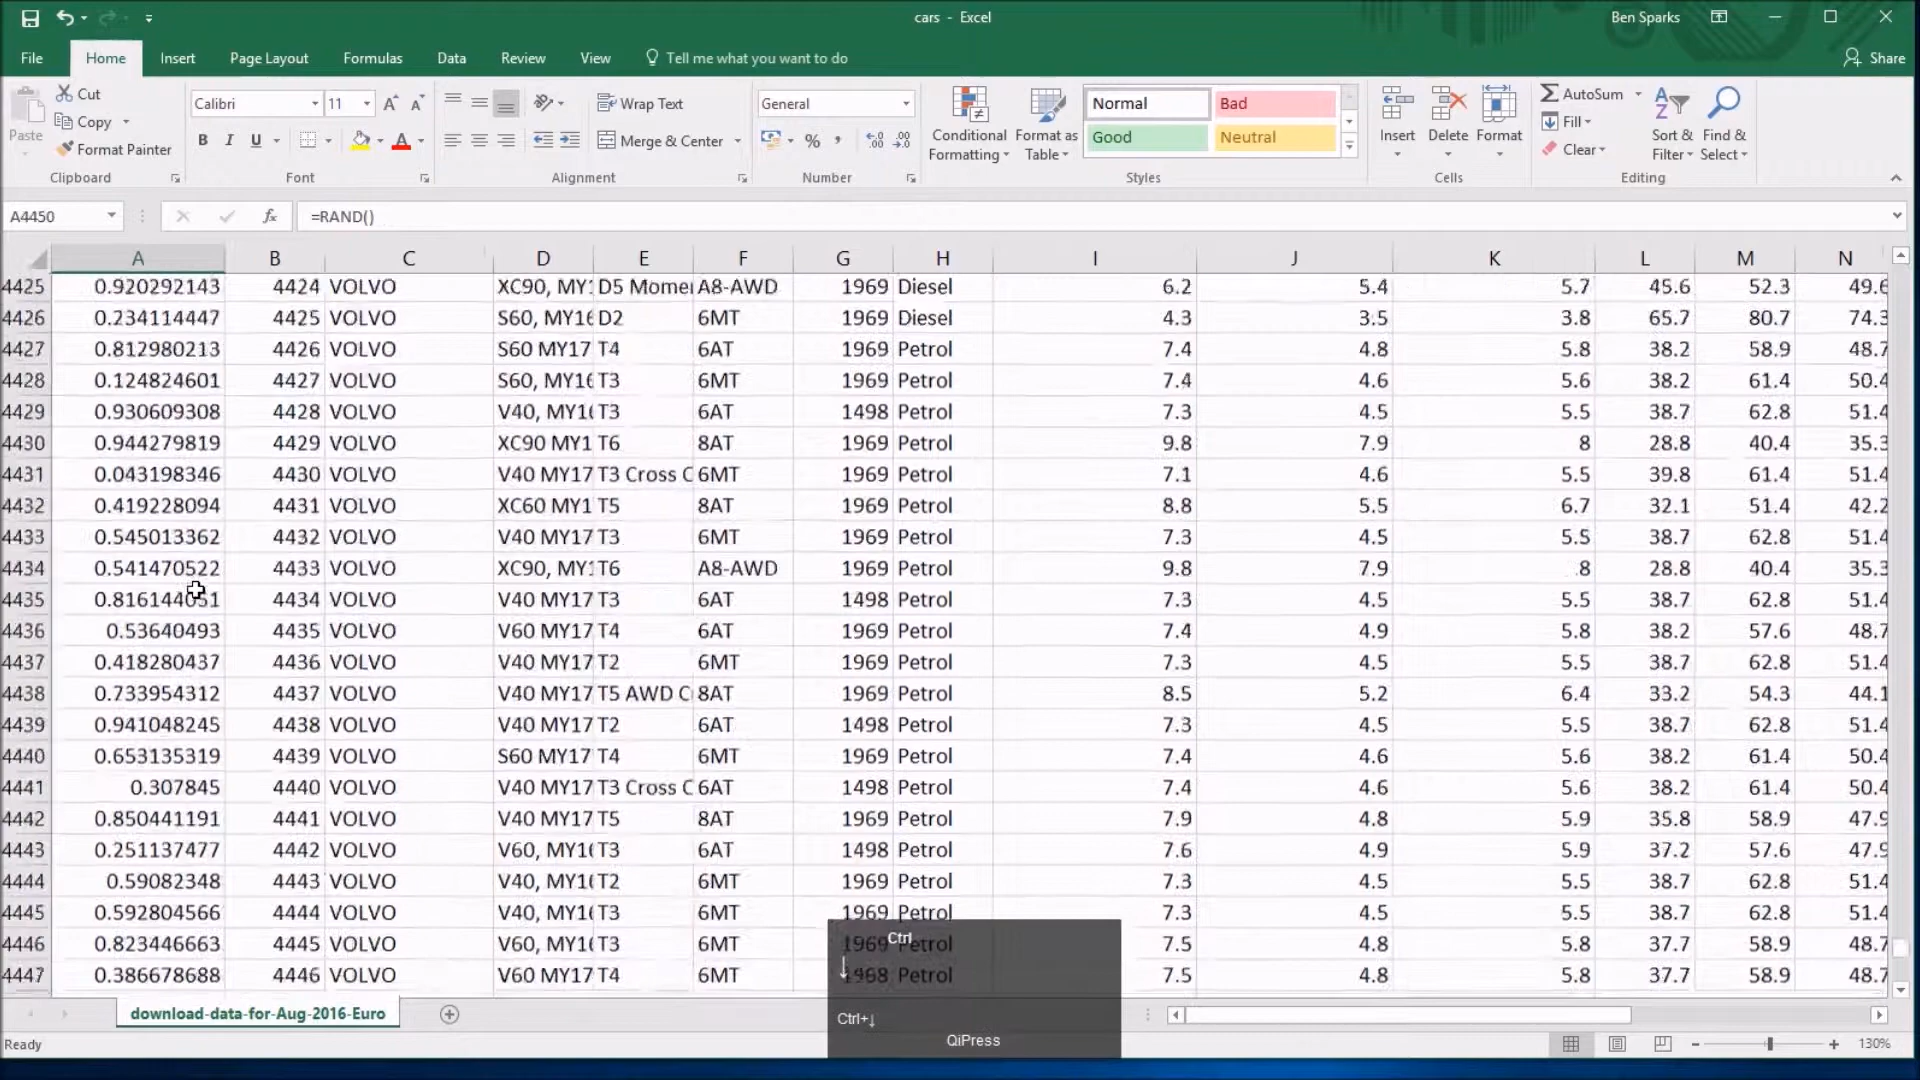 cars - Excel
Ben Sparks
File Home Insert Page Layout Formulas Data Review View Tell me what you want to do Share
Paste
Cut
Copy
Format Painter
Clipboard
Calibri 11
B I U
Font
Wrap Text
Merge & Center
Alignment
General
%
Number
Conditional Formatting
Format as Table
Normal Bad
Good Neutral
Styles
Insert Delete Format
Cells
AutoSum
Fill
Clear
Sort & Filter
Find & Select
Editing
A4450 fx =RAND()
A B C D E F G H I J K L M N
4425 0.920292143 4424 VOLVO XC90, MY1 D5 Momen A8-AWD 1969 Diesel 6.2 5.4 5.7 45.6 52.3 49.6
4426 0.234114447 4425 VOLVO S60, MY16 D2 6MT 1969 Diesel 4.3 3.5 3.8 65.7 80.7 74.3
4427 0.812980213 4426 VOLVO S60 MY17 T4 6AT 1969 Petrol 7.4 4.8 5.8 38.2 58.9 48.7
4428 0.124824601 4427 VOLVO S60, MY16 T3 6MT 1969 Petrol 7.4 4.6 5.6 38.2 61.4 50.4
4429 0.930609308 4428 VOLVO V40, MY16 T3 6AT 1498 Petrol 7.3 4.5 5.5 38.7 62.8 51.4
4430 0.944279819 4429 VOLVO XC90 MY1 T6 8AT 1969 Petrol 9.8 7.9 8 28.8 40.4 35.3
4431 0.043198346 4430 VOLVO V40 MY17 T3 Cross C 6MT 1969 Petrol 7.1 4.6 5.5 39.8 61.4 51.4
4432 0.419228094 4431 VOLVO XC60 MY1 T5 8AT 1969 Petrol 8.8 5.5 6.7 32.1 51.4 42.2
4433 0.545013362 4432 VOLVO V40 MY17 T3 6MT 1969 Petrol 7.3 4.5 5.5 38.7 62.8 51.4
4434 0.541470522 4433 VOLVO XC90, MY1 T6 A8-AWD 1969 Petrol 9.8 7.9 8 28.8 40.4 35.3
4435 0.816144051 4434 VOLVO V40 MY17 T3 6AT 1498 Petrol 7.3 4.5 5.5 38.7 62.8 51.4
4436 0.53640493 4435 VOLVO V60 MY17 T4 6AT 1969 Petrol 7.4 4.9 5.8 38.2 57.6 48.7
4437 0.418280437 4436 VOLVO V40 MY17 T2 6MT 1969 Petrol 7.3 4.5 5.5 38.7 62.8 51.4
4438 0.733954312 4437 VOLVO V40 MY17 T5 AWD C 8AT 1969 Petrol 8.5 5.2 6.4 33.2 54.3 44.1
4439 0.941048245 4438 VOLVO V40 MY17 T2 6AT 1498 Petrol 7.3 4.5 5.5 38.7 62.8 51.4
4440 0.653135319 4439 VOLVO S60 MY17 T4 6MT 1969 Petrol 7.4 4.6 5.6 38.2 61.4 50.4
4441 0.307845 4440 VOLVO V40 MY17 T3 Cross C 6AT 1498 Petrol 7.4 4.6 5.6 38.2 61.4 50.4
4442 0.850441191 4441 VOLVO V40 MY17 T5 8AT 1969 Petrol 7.9 4.8 5.9 35.8 58.9 47.9
4443 0.251137477 4442 VOLVO V60, MY16 T3 6AT 1498 Petrol 7.6 4.9 5.9 37.2 57.6 47.9
4444 0.59082348 4443 VOLVO V40, MY16 T2 6MT 1969 Petrol 7.3 4.5 5.5 38.7 62.8 51.4
4445 0.592804566 4444 VOLVO V40, MY16 T3 6MT 1969 Petrol 7.3 4.5 5.5 38.7 62.8 51.4
4446 0.823446663 4445 VOLVO V60, MY16 T3 6MT 1969 Petrol 7.5 4.8 5.8 37.7 58.9 48.7
4447 0.386678688 4446 VOLVO V60 MY17 T4 6MT 1968 Petrol 7.5 4.8 5.8 37.7 58.9 48.7
Ctrl
↓
Ctrl+↓
QiPress
download-data-for-Aug-2016-Euro
Ready
130%